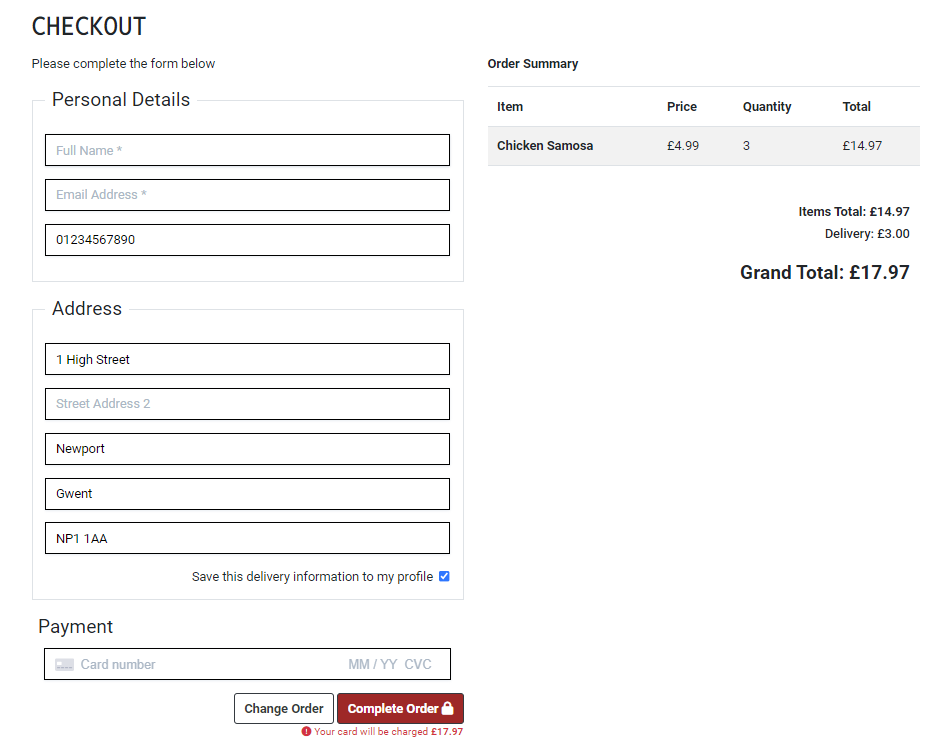 CHECKOUT
Please complete the form below
Personal Details
Full Name *
Email Address *
01234567890
Address
1 High Street
Street Address 2
Newport
Gwent
NP1 1AA
Save this delivery information to my profile
Payment
Card number MM / YY CVC
Change Order Complete Order
Your card will be charged £17.97
Order Summary
Item Price Quantity Total
Chicken Samosa £4.99 3 £14.97
Items Total: £14.97
Delivery: £3.00
Grand Total: £17.97